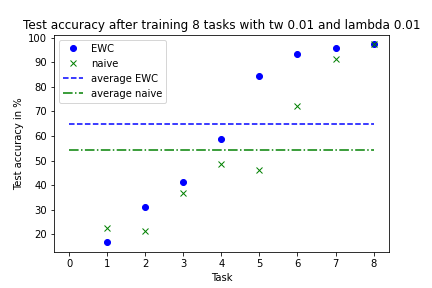 Test accuracy after training 8 tasks with tw 0.01 and lambda 0.01
100
90
80
70
60
50
40
30
20
Test accuracy in %
EWC
naive
average EWC
average naive
0 1 2 3 4 5 6 7 8
Task